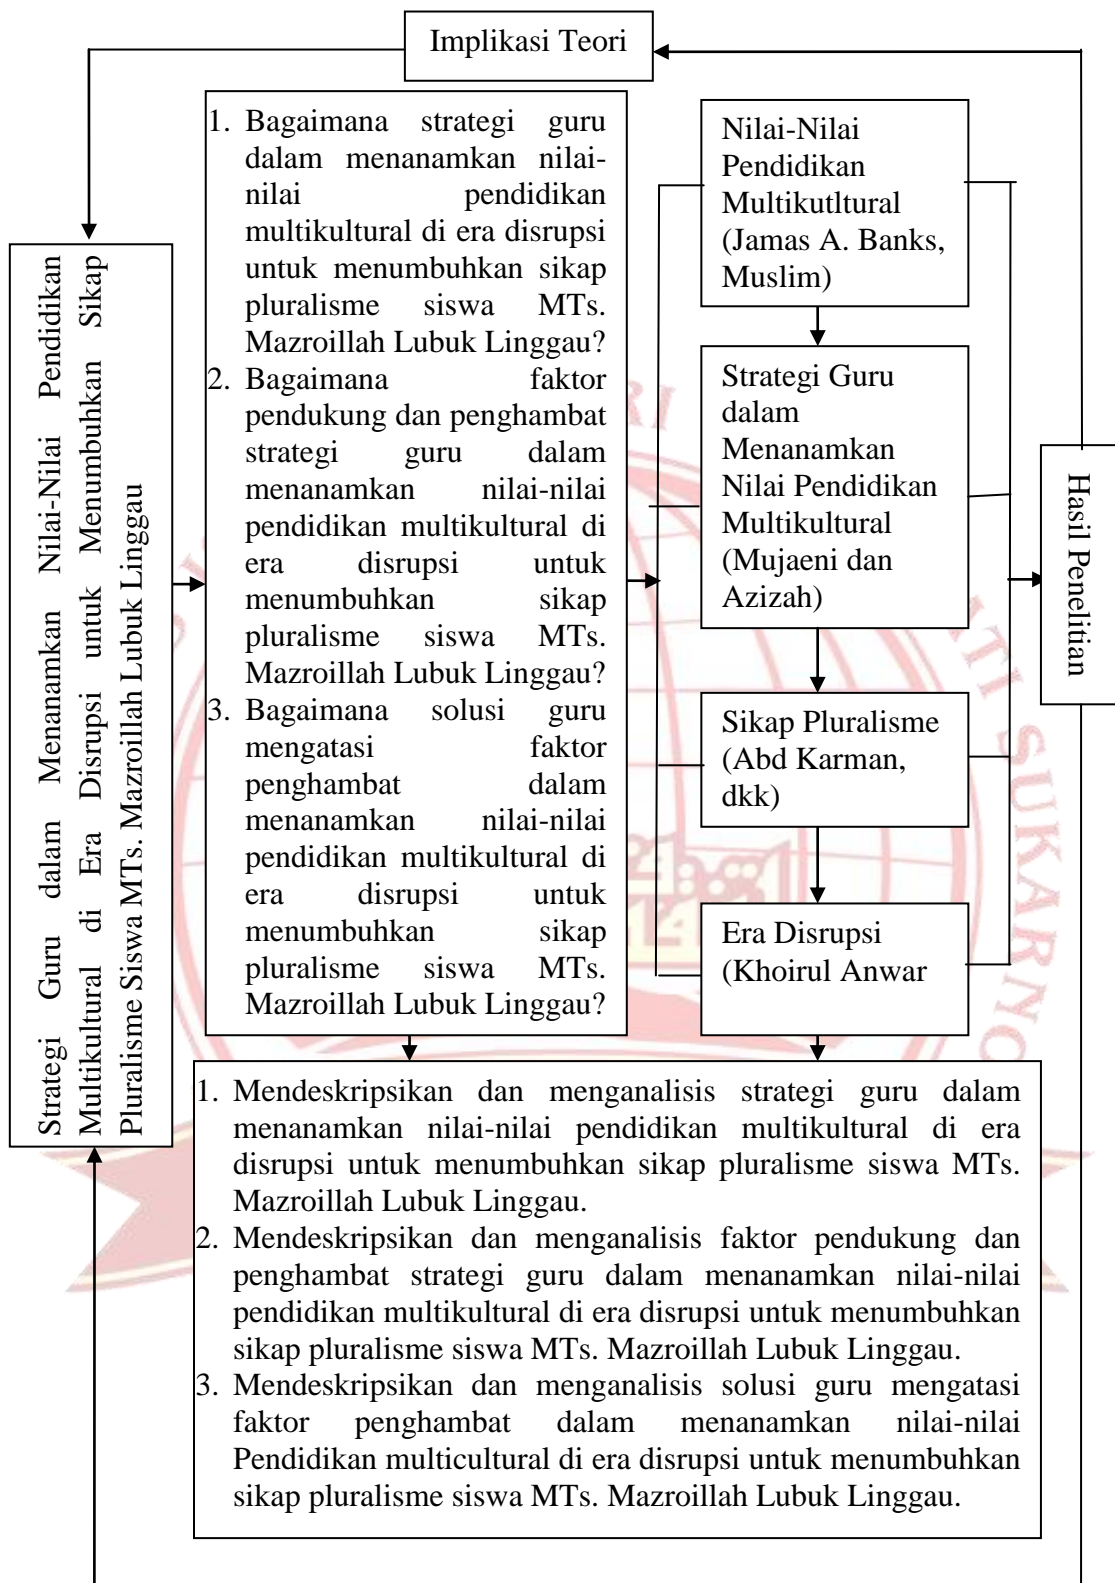 Implikasi Teori
Strategi Guru dalam Menanamkan Nilai-Nilai Pendidikan
Multikultural di Era Disrupsi untuk Menumbuhkan Sikap
Pluralisme Siswa MTs. Mazroillah Lubuk Linggau
1. Bagaimana strategi guru
dalam menanamkan nilai-
nilai pendidikan
multikultural di era disrupsi
untuk menumbuhkan sikap
pluralisme siswa MTs.
Mazroillah Lubuk Linggau?
2. Bagaimana faktor
pendukung dan penghambat
strategi guru dalam
menanamkan nilai-nilai
pendidikan multikultural di
era disrupsi untuk
menumbuhkan sikap
pluralisme siswa MTs.
Mazroillah Lubuk Linggau?
3. Bagaimana solusi guru
mengatasi faktor
penghambat dalam
menanamkan nilai-nilai
pendidikan multikultural di
era disrupsi untuk
menumbuhkan sikap
pluralisme siswa MTs.
Mazroillah Lubuk Linggau?
Nilai-Nilai
Pendidikan
Multikutltural
(Jamas A. Banks,
Muslim)
Strategi Guru
dalam
Menanamkan
Nilai Pendidikan
Multikultural
(Mujaeni dan
Azizah)
Sikap Pluralisme
(Abd Karman,
dkk)
Era Disrupsi
(Khoirul Anwar
Hasil Penelitian
1. Mendeskripsikan dan menganalisis strategi guru dalam
menanamkan nilai-nilai pendidikan multikultural di era
disrupsi untuk menumbuhkan sikap pluralisme siswa MTs.
Mazroillah Lubuk Linggau.
2. Mendeskripsikan dan menganalisis faktor pendukung dan
penghambat strategi guru dalam menanamkan nilai-nilai
pendidikan multikultural di era disrupsi untuk menumbuhkan
sikap pluralisme siswa MTs. Mazroillah Lubuk Linggau.
3. Mendeskripsikan dan menganalisis solusi guru mengatasi
faktor penghambat dalam menanamkan nilai-nilai
Pendidikan multicultural di era disrupsi untuk menumbuhkan
sikap pluralisme siswa MTs. Mazroillah Lubuk Linggau.
SUKARNO